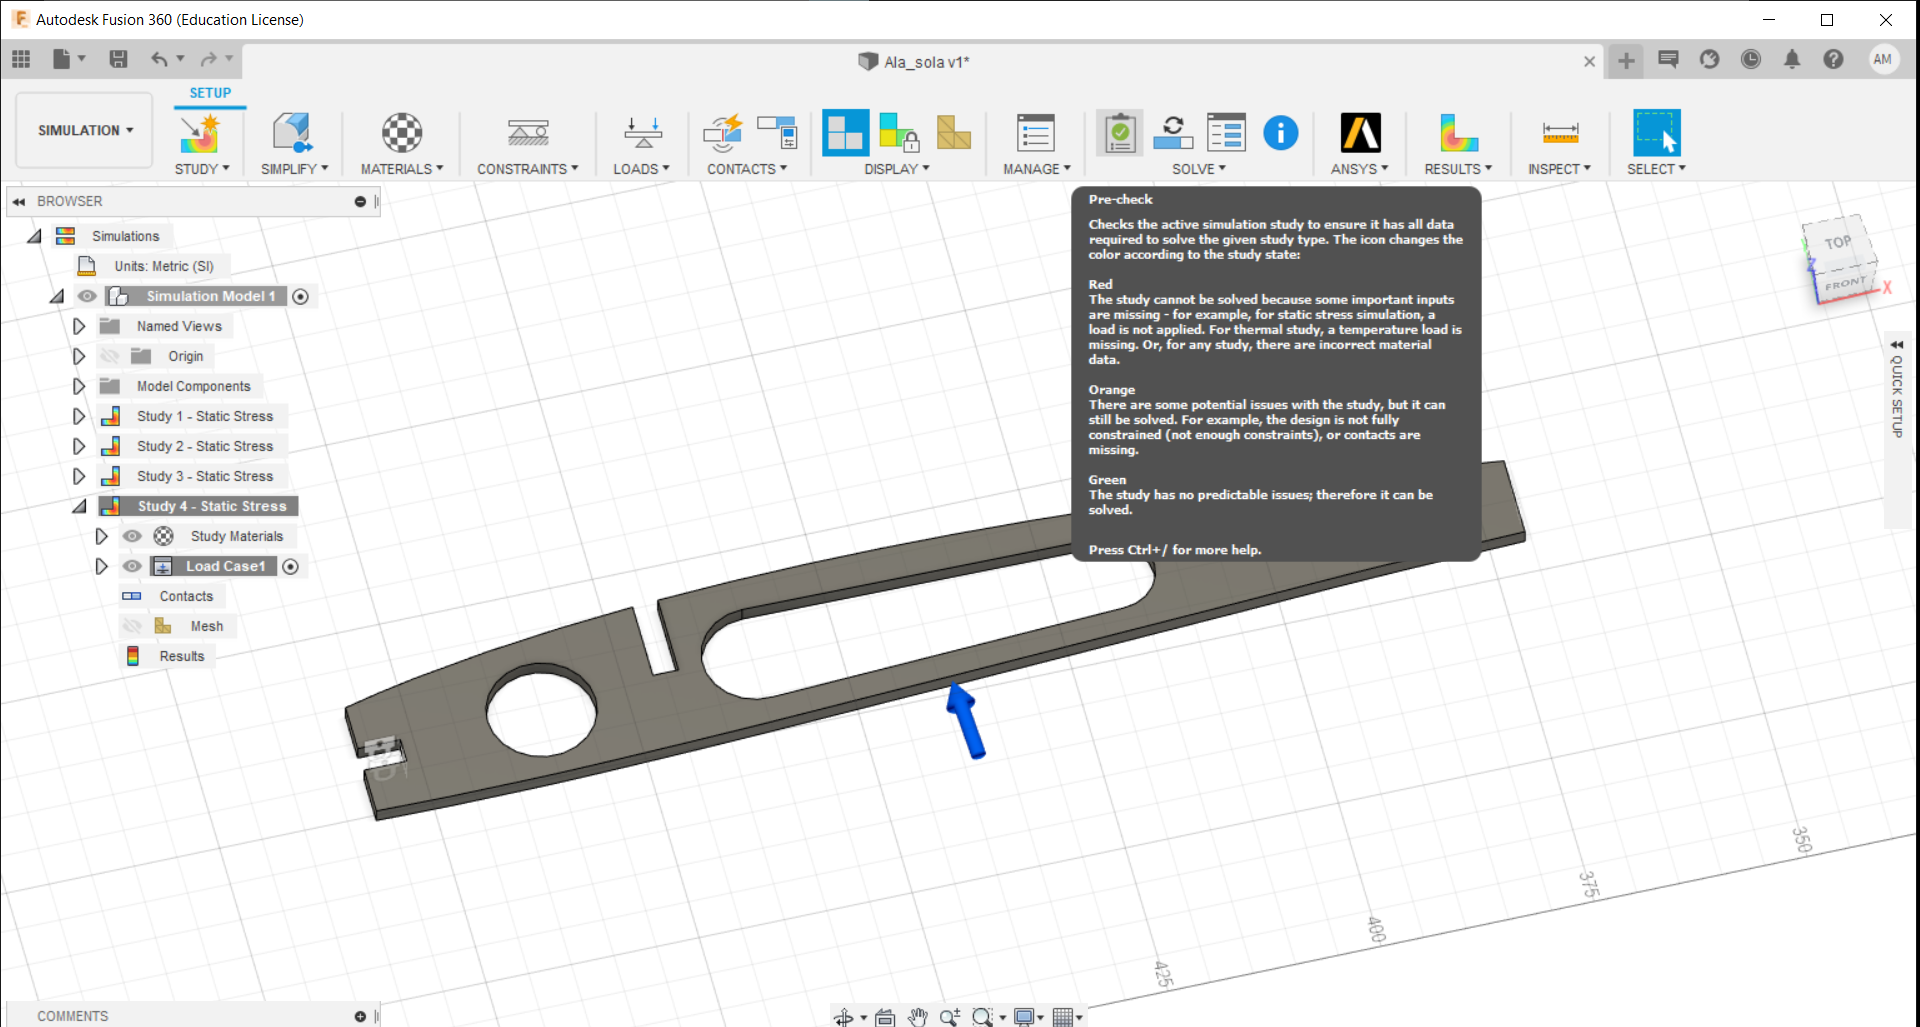 Autodesk Fusion 360 (Education License)
Ala_sola v1*
AM
SETUP
SIMULATION
STUDY
SIMPLIFY
MATERIALS
CONSTRAINTS
LOADS
CONTACTS
DISPLAY
MANAGE
SOLVE
ANSYS
RESULTS
INSPECT
SELECT
BROWSER
Simulations
Units: Metric (SI)
Simulation Model 1
Named Views
Origin
Model Components
Study 1 - Static Stress
Study 2 - Static Stress
Study 3 - Static Stress
Study 4 - Static Stress
Study Materials
Load Case1
Contacts
Mesh
Results
Pre-check
Checks the active simulation study to ensure it has all data
required to solve the given study type. The icon changes the
color according to the study state:
Red
The study cannot be solved because some important inputs
are missing - for example, for static stress simulation, a
load is not applied. For thermal study, a temperature load is
missing. Or, for any study, there are incorrect material
data.
Orange
There are some potential issues with the study, but it can
still be solved. For example, the design is not fully
constrained (not enough constraints), or contacts are
missing.
Green
The study has no predictable issues; therefore it can be
solved.
Press Ctrl+/ for more help.
TOP
FRONT
Z
X
QUICK SETUP
350
375
400
425
COMMENTS